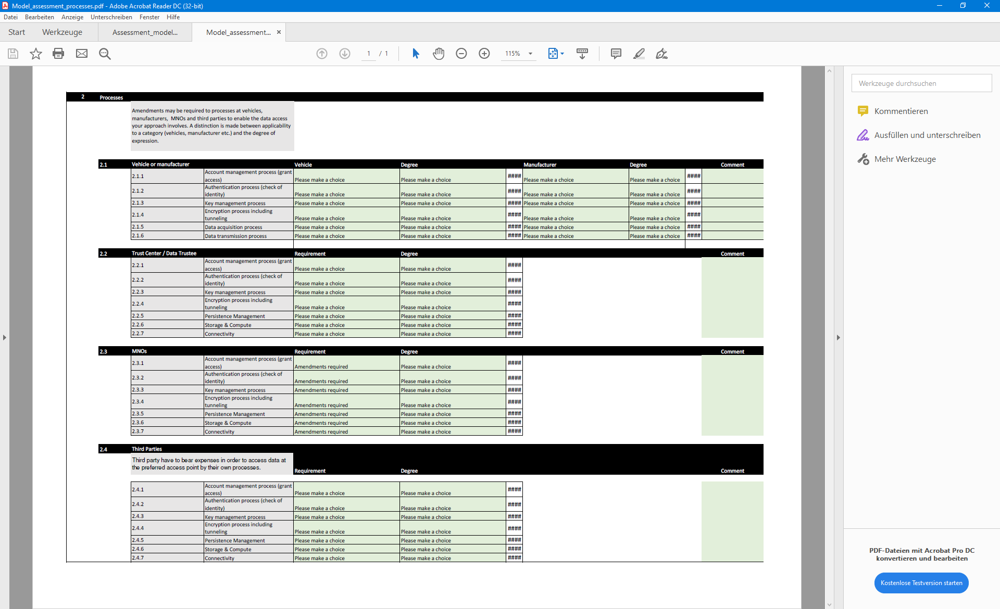 Model_assessment_processes.pdf - Adobe Acrobat Reader DC (32-bit)
Datei Bearbeiten Anzeige Unterschreiben Fenster Hilfe
Start Werkzeuge Assessment_model... Model_assessment... ×
1 / 1 115%
Werkzeuge durchsuchen
Kommentieren
Ausfüllen und unterschreiben
Mehr Werkzeuge
2 Processes
Amendments may be required to processes at vehicles,
manufacturers, MNOs and third parties to enable the data access
your approach involves. A distinction is made between applicability
to a category (vehicles, manufacturer etc.) and the degree of
expression.
2.1 Vehicle or manufacturer Vehicle Degree Manufacturer Degree Comment
2.1.1 Account management process (grant
access) Please make a choice Please make a choice #### Please make a choice Please make a choice ####
2.1.2 Authentication process (check of
identity) Please make a choice Please make a choice #### Please make a choice Please make a choice ####
2.1.3 Key management process Please make a choice Please make a choice #### Please make a choice Please make a choice ####
2.1.4 Encryption process including
tunneling Please make a choice Please make a choice #### Please make a choice Please make a choice ####
2.1.5 Data acquisition process Please make a choice Please make a choice #### Please make a choice Please make a choice ####
2.1.6 Data transmission process Please make a choice Please make a choice #### Please make a choice Please make a choice ####
2.2 Trust Center / Data Trustee Requirement Degree Comment
2.2.1 Account management process (grant
access) Please make a choice Please make a choice ####
2.2.2 Authentication process (check of
identity) Please make a choice Please make a choice ####
2.2.3 Key management process Please make a choice Please make a choice ####
2.2.4 Encryption process including
tunneling Please make a choice Please make a choice ####
2.2.5 Persistence Management Please make a choice Please make a choice ####
2.2.6 Storage & Compute Please make a choice Please make a choice ####
2.2.7 Connectivity Please make a choice Please make a choice ####
2.3 MNOs Requirement Degree Comment
2.3.1 Account management process (grant
access) Amendments required Please make a choice ####
2.3.2 Authentication process (check of
identity) Amendments required Please make a choice ####
2.3.3 Key management process Amendments required Please make a choice ####
2.3.4 Encryption process including
tunneling Amendments required Please make a choice ####
2.3.5 Persistence Management Amendments required Please make a choice ####
2.3.6 Storage & Compute Amendments required Please make a choice ####
2.3.7 Connectivity Amendments required Please make a choice ####
2.4 Third Parties
Third party have to bear expenses in order to access data at
the preferred access point by their own processes.
Requirement Degree Comment
2.4.1 Account management process (grant
access) Please make a choice Please make a choice ####
2.4.2 Authentication process (check of
identity) Please make a choice Please make a choice ####
2.4.3 Key management process Please make a choice Please make a choice ####
2.4.4 Encryption process including
tunneling Please make a choice Please make a choice ####
2.4.5 Persistence Management Please make a choice Please make a choice ####
2.4.6 Storage & Compute Please make a choice Please make a choice ####
2.4.7 Connectivity Please make a choice Please make a choice ####
PDF-Dateien mit Acrobat Pro DC
konvertieren und bearbeiten
Kostenlose Testversion starten